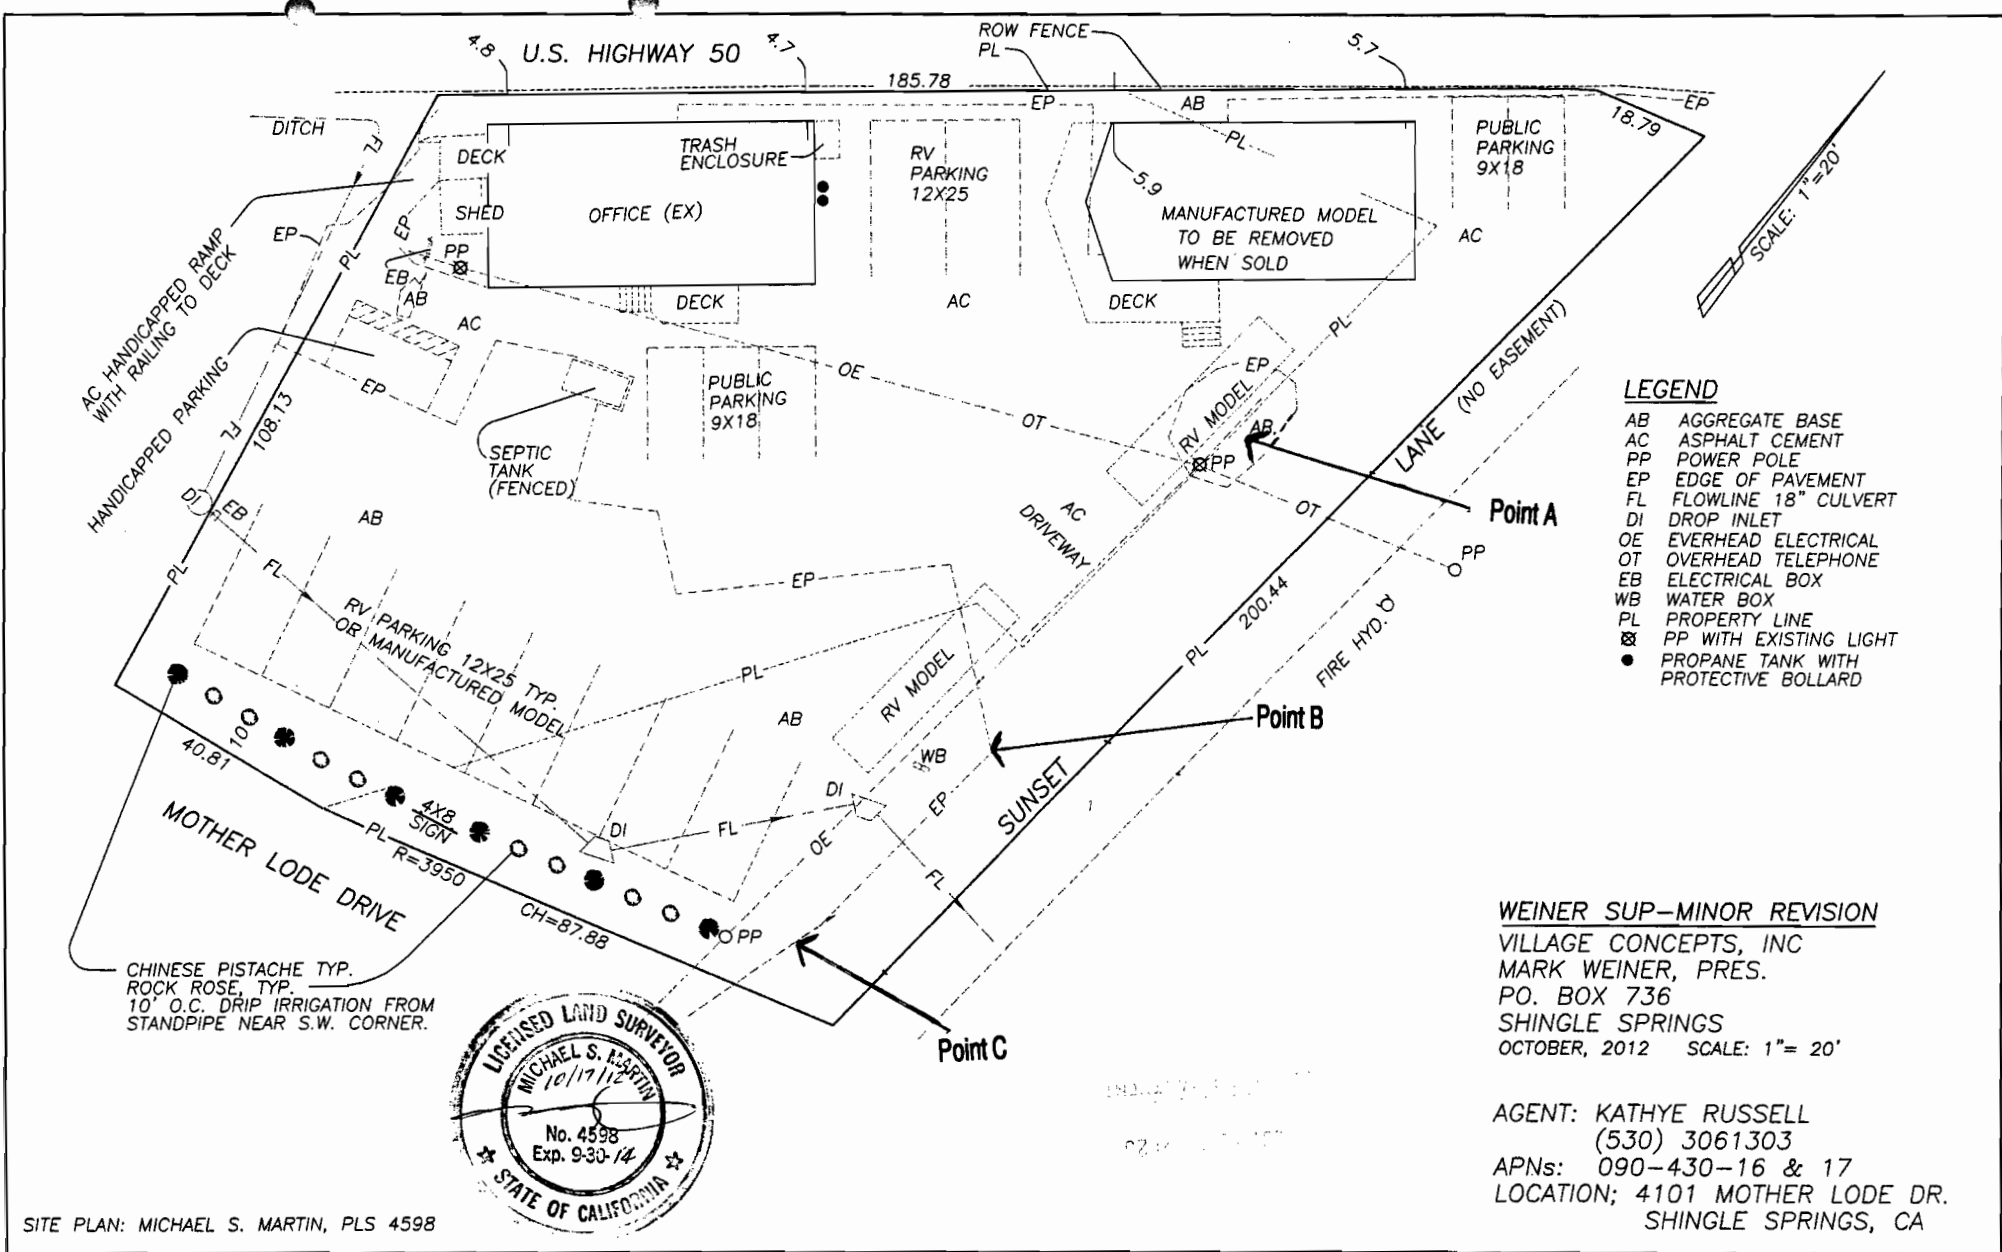 4.8
U.S. HIGHWAY 50
4.7
ROW FENCE
PL
5.7
185.78
EP
AB
EP
18.79
DITCH
FL
DECK
TRASH
ENCLOSURE
RV
PARKING
12X25
PL
PUBLIC
PARKING
9X18
5.9
SHED
OFFICE (EX)
MANUFACTURED MODEL
TO BE REMOVED
WHEN SOLD
AC
SCALE: 1"=20'
EP
EP
PL
PP
EB
AB
AC
DECK
AC
DECK
PL
AC HANDICAPPED RAMP
WITH RAILING TO DECK
HANDICAPPED PARKING
EP
OE
PUBLIC
PARKING
9X18
EP
RV MODEL
AB
LANE (NO EASEMENT)
OT
PP
108.13
FL
SEPTIC
TANK
(FENCED)
DI
EB
AB
AC
DRIVEWAY
OT
Point A
PP
LEGEND
AB AGGREGATE BASE
AC ASPHALT CEMENT
PP POWER POLE
EP EDGE OF PAVEMENT
FL FLOWLINE 18" CULVERT
DI DROP INLET
OE EVERHEAD ELECTRICAL
OT OVERHEAD TELEPHONE
EB ELECTRICAL BOX
WB WATER BOX
PL PROPERTY LINE
PP WITH EXISTING LIGHT
PROPANE TANK WITH
PROTECTIVE BOLLARD
PL
FL
EP
200.44
FIRE HYD.
PL
RV PARKING 12X25 TYP.
OR MANUFACTURED MODEL
PL
RV MODEL
AB
Point B
WB
SUNSET
100
40.81
DI
EP
4X8
SIGN
DI
FL
OE
MOTHER LODE DRIVE
PL
R=3950
FL
CH=87.88
PP
Point C
CHINESE PISTACHE TYP.
ROCK ROSE, TYP.
10' O.C. DRIP IRRIGATION FROM
STANDPIPE NEAR S.W. CORNER.
LICENSED LAND SURVEYOR
MICHAEL S. MARTIN
10/17/12
No. 4598
Exp. 9-30-14
STATE OF CALIFORNIA
WEINER SUP-MINOR REVISION
VILLAGE CONCEPTS, INC
MARK WEINER, PRES.
PO. BOX 736
SHINGLE SPRINGS
OCTOBER, 2012 SCALE: 1"= 20'
AGENT: KATHYE RUSSELL
(530) 3061303
APNs: 090-430-16 & 17
LOCATION; 4101 MOTHER LODE DR.
SHINGLE SPRINGS, CA
SITE PLAN: MICHAEL S. MARTIN, PLS 4598